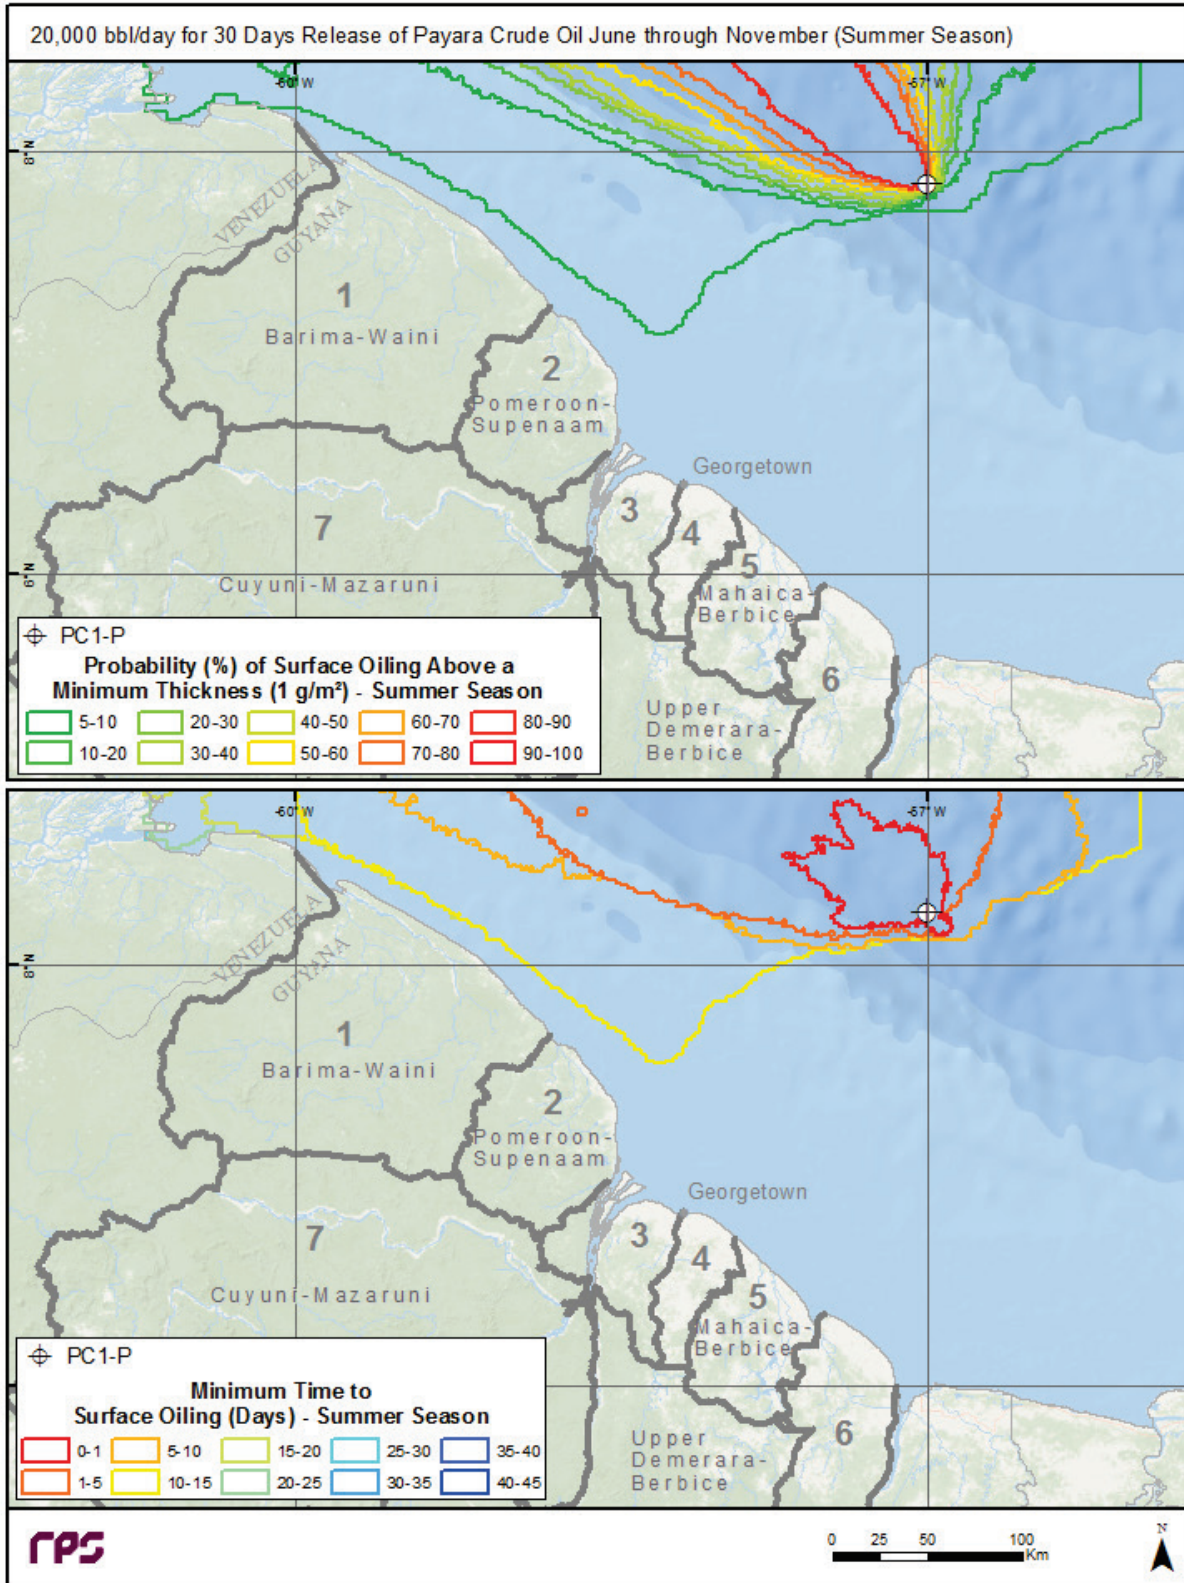 20,000 bbl/day for 30 Days Release of Payara Crude Oil June through November (Summer Season)
-60°W
-57°W
8°N
VENEZUELA
GUYANA
1
Barima-Waini
2
Pomeroon-
Supenaam
Georgetown
3
4
7
5
6°N
Cuyuni-Mazaruni
Mahaica-
Berbice
6
Upper
Demerara-
Berbice
PC1-P
Probability (%) of Surface Oiling Above a
Minimum Thickness (1 g/m²) - Summer Season
5-10 20-30 40-50 60-70 80-90
10-20 30-40 50-60 70-80 90-100
-60°W
-57°W
8°N
VENEZUELA
GUYANA
1
Barima-Waini
2
Pomeroon-
Supenaam
Georgetown
3
4
7
5
Cuyuni-Mazaruni
Mahaica-
Berbice
6
Upper
Demerara-
Berbice
PC1-P
Minimum Time to
Surface Oiling (Days) - Summer Season
0-1 5-10 15-20 25-30 35-40
1-5 10-15 20-25 30-35 40-45
rps
0 25 50 100
Km
N